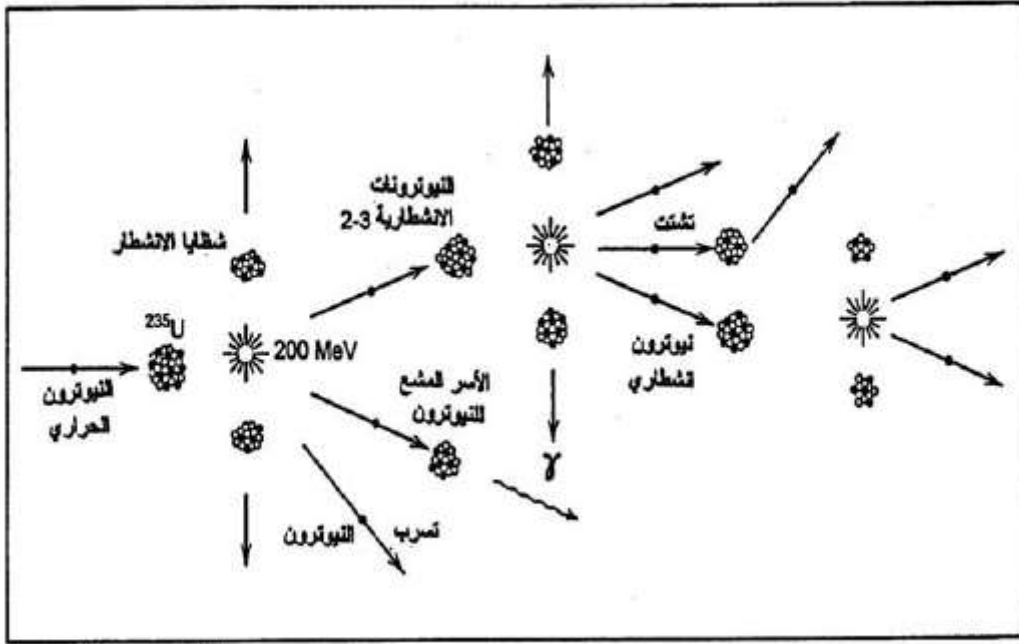 النيوترونات
الانشطارية 3-2
تشتت
شظايا الانشطار
²³⁵U
200 MeV
النيوترون
الحراري
الأسر المشع
للنيوترون
نيوترون
انشطاري
γ
تسرب
النيوترون